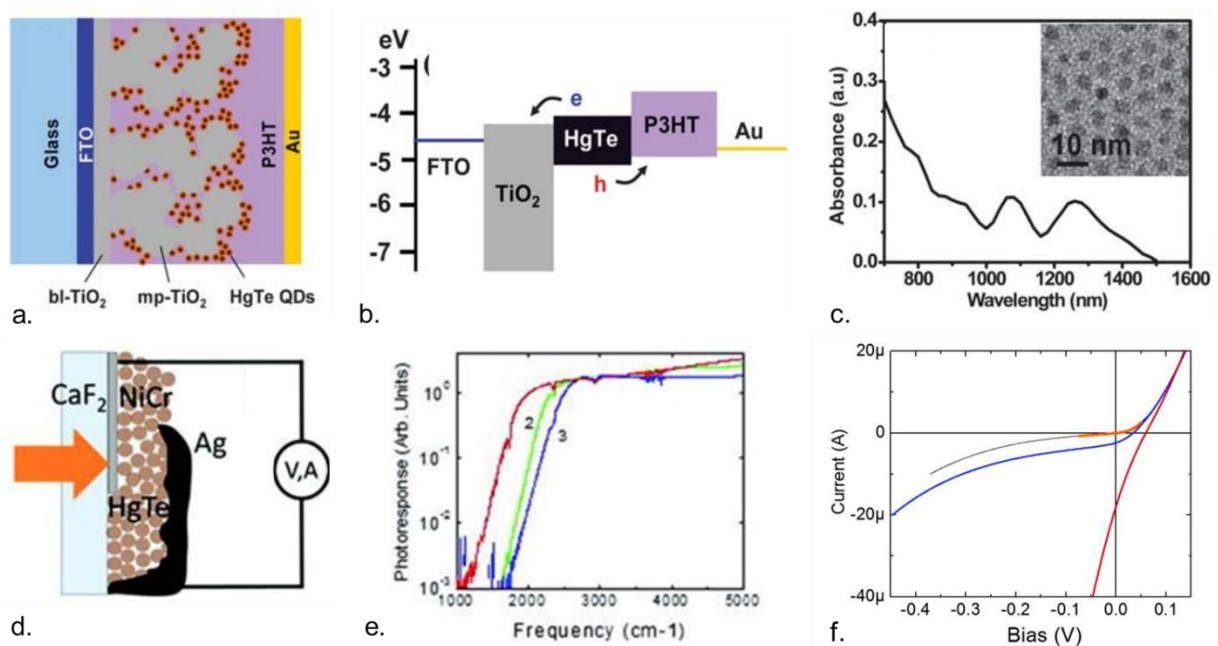 Glass
FTO
P3HT
Au
bl-TiO₂
mp-TiO₂
HgTe QDs
a.
eV
(
-3
-4
-5
-6
-7
e
FTO
TiO₂
HgTe
h
P3HT
Au
b.
Absorbance (a.u)
0.4
0.3
0.2
0.1
0.0
10 nm
800 1000 1200 1400 1600
Wavelength (nm)
c.
CaF₂
NiCr
Ag
HgTe
V,A
d.
Photoresponse (Arb. Units)
10⁰
10⁻¹
10⁻²
10⁻³
2
3
1000 2000 3000 4000 5000
Frequency (cm-1)
e.
Current (A)
20µ
0
-20µ
-40µ
-0.4 -0.3 -0.2 -0.1 0.0 0.1
Bias (V)
f.